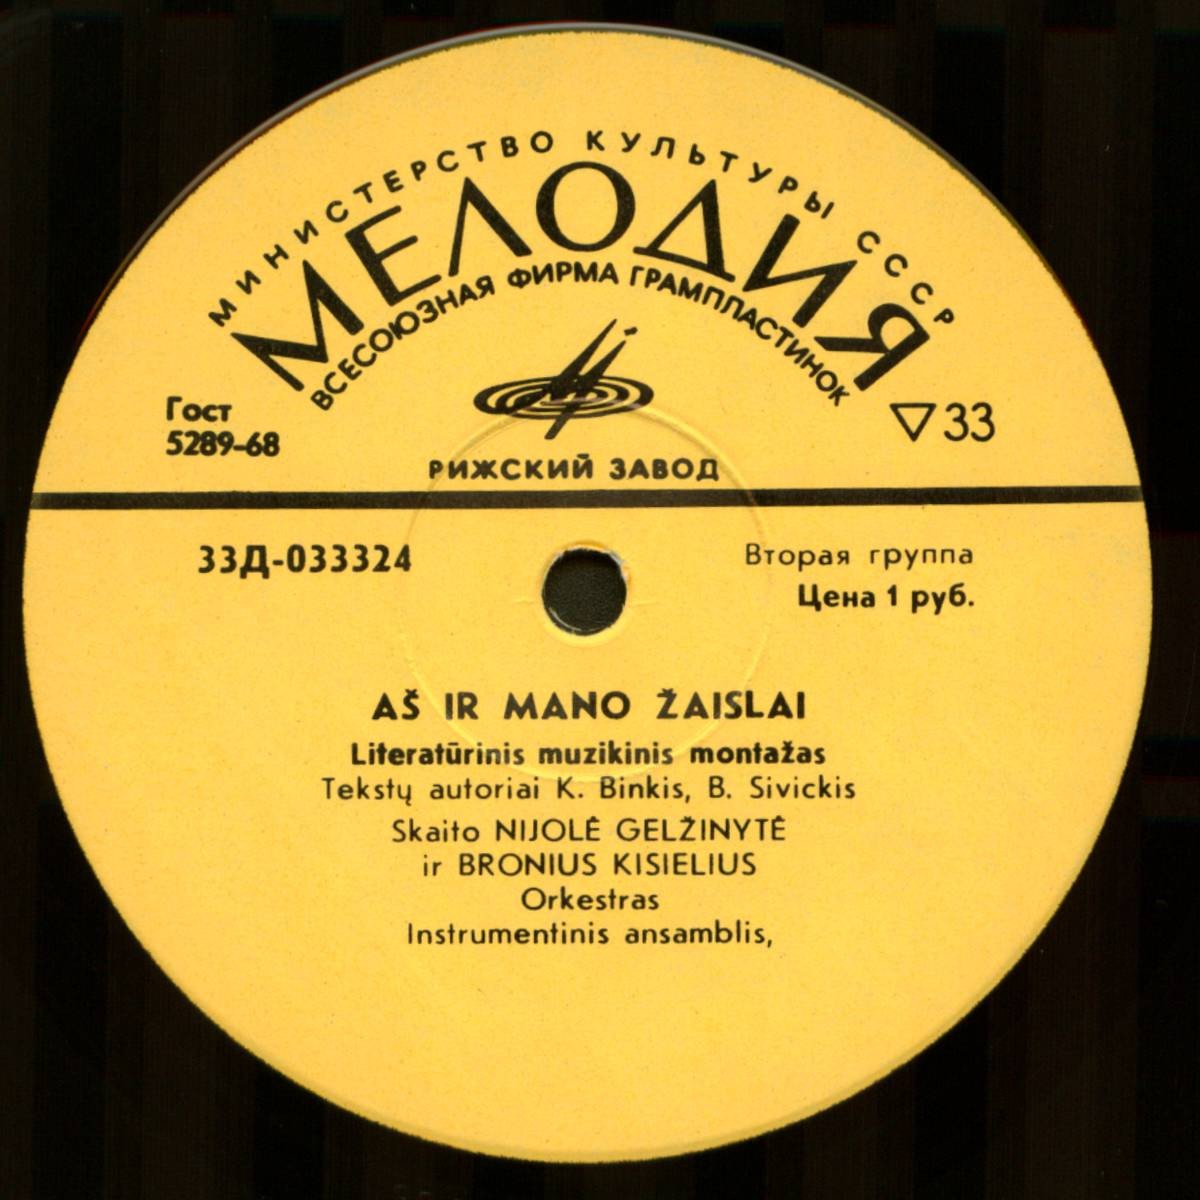 МИНИСТЕРСТВО КУЛЬТУРЫ СССР
МЕЛОДИЯ
ВСЕСОЮЗНАЯ ФИРМА ГРАМПЛАСТИНОК
Гост
5289-68
▽33
РИЖСКИЙ ЗАВОД
33Д-033324
Вторая группа
Цена 1 руб.
AŠ IR MANO ŽAISLAI
Literatūrinis muzikinis montažas
Tekstų autoriai K. Binkis, B. Sivickis
Skaito NIJOLĖ GELŽINYTĖ
ir BRONIUS KISIELIUS
Orkestras
Instrumentinis ansamblis,